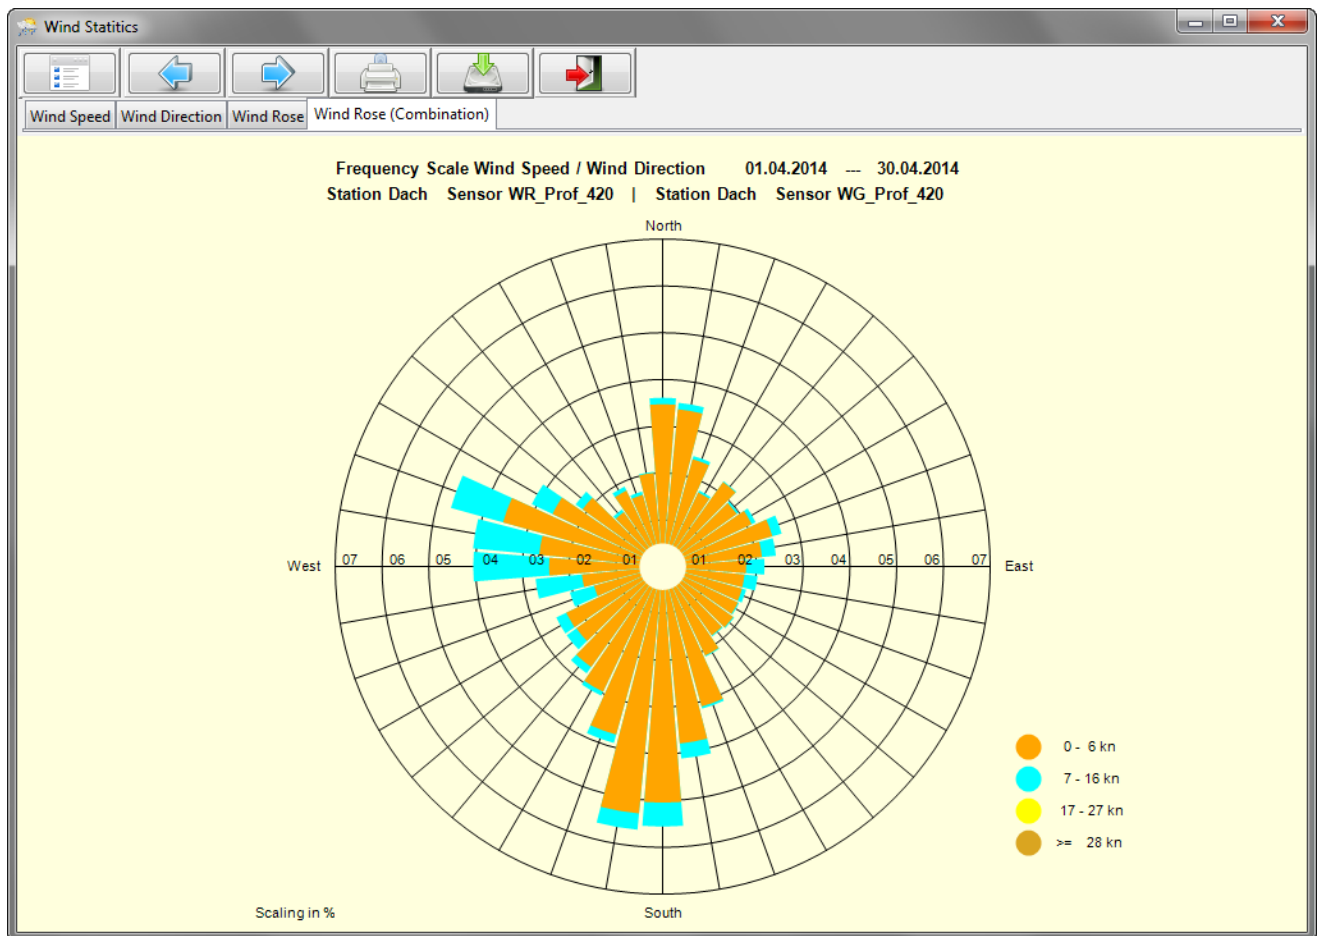 Wind Statitics
Wind Speed Wind Direction Wind Rose Wind Rose (Combination)
Frequency Scale Wind Speed / Wind Direction 01.04.2014 --- 30.04.2014
Station Dach Sensor WR_Prof_420 | Station Dach Sensor WG_Prof_420
North
West 07 06 05 04 03 02 01 01 02 03 04 05 06 07 East
0 - 6 kn
7 - 16 kn
17 - 27 kn
>= 28 kn
Scaling in % South